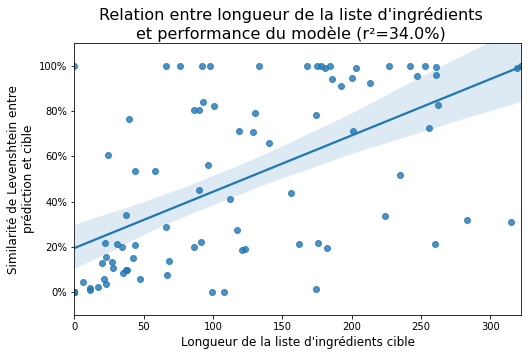 Relation entre longueur de la liste d'ingrédients
et performance du modèle (r²=34.0%)
Similarité de Levenshtein entre
prédiction et cible
100%
80%
60%
40%
20%
0%
0 50 100 150 200 250 300
Longueur de la liste d'ingrédients cible